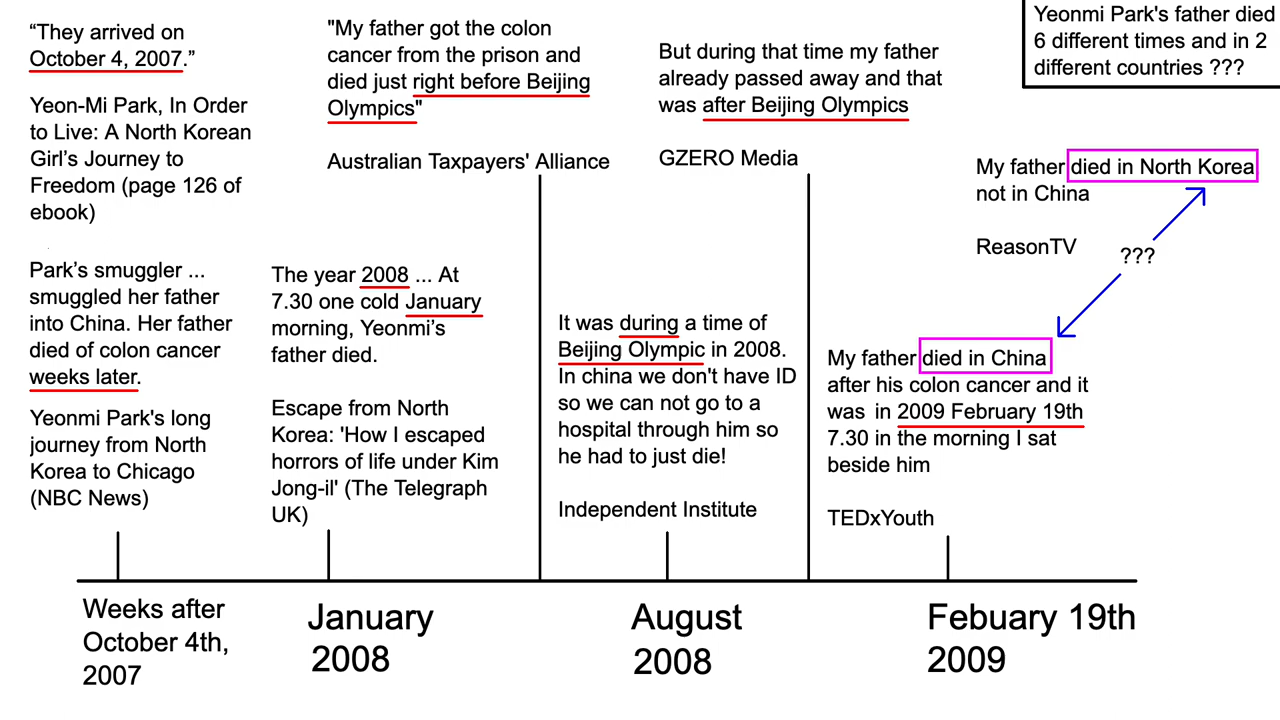 “They arrived on
October 4, 2007.”
Yeon-Mi Park, In Order
to Live: A North Korean
Girl’s Journey to
Freedom (page 126 of
ebook)
Park’s smuggler ...
smuggled her father
into China. Her father
died of colon cancer
weeks later.
Yeonmi Park's long
journey from North
Korea to Chicago
(NBC News)
"My father got the colon
cancer from the prison and
died just right before Beijing
Olympics"
Australian Taxpayers' Alliance
The year 2008 ... At
7.30 one cold January
morning, Yeonmi’s
father died.
Escape from North
Korea: 'How I escaped
horrors of life under Kim
Jong-il' (The Telegraph
UK)
But during that time my father
already passed away and that
was after Beijing Olympics
GZERO Media
It was during a time of
Beijing Olympic in 2008.
In china we don't have ID
so we can not go to a
hospital through him so
he had to just die!
Independent Institute
Yeonmi Park's father died
6 different times and in 2
different countries ???
My father died in North Korea
not in China
ReasonTV
???
My father died in China
after his colon cancer and it
was in 2009 February 19th
7.30 in the morning I sat
beside him
TEDxYouth
Weeks after
October 4th,
2007
January
2008
August
2008
Febuary 19th
2009